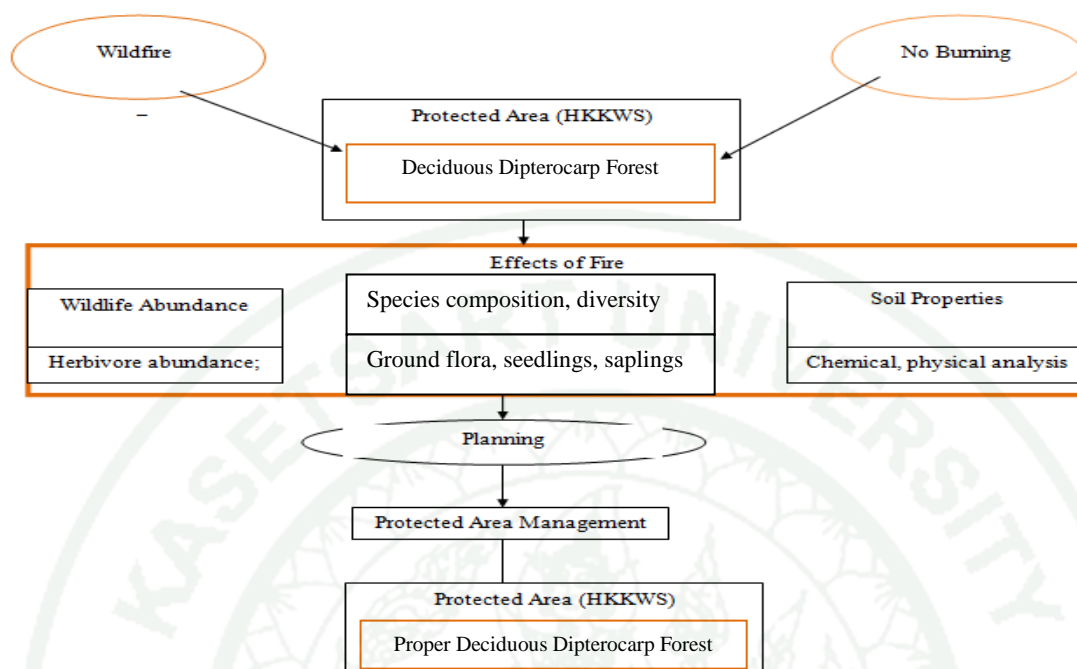 Wildfire
No Burning
–
Protected Area (HKKWS)
Deciduous Dipterocarp Forest
Effects of Fire
Wildlife Abundance
Herbivore abundance;
Species composition, diversity
Ground flora, seedlings, saplings
Soil Properties
Chemical, physical analysis
Planning
Protected Area Management
Protected Area (HKKWS)
Proper Deciduous Dipterocarp Forest
KASETSART UNIVERSITY